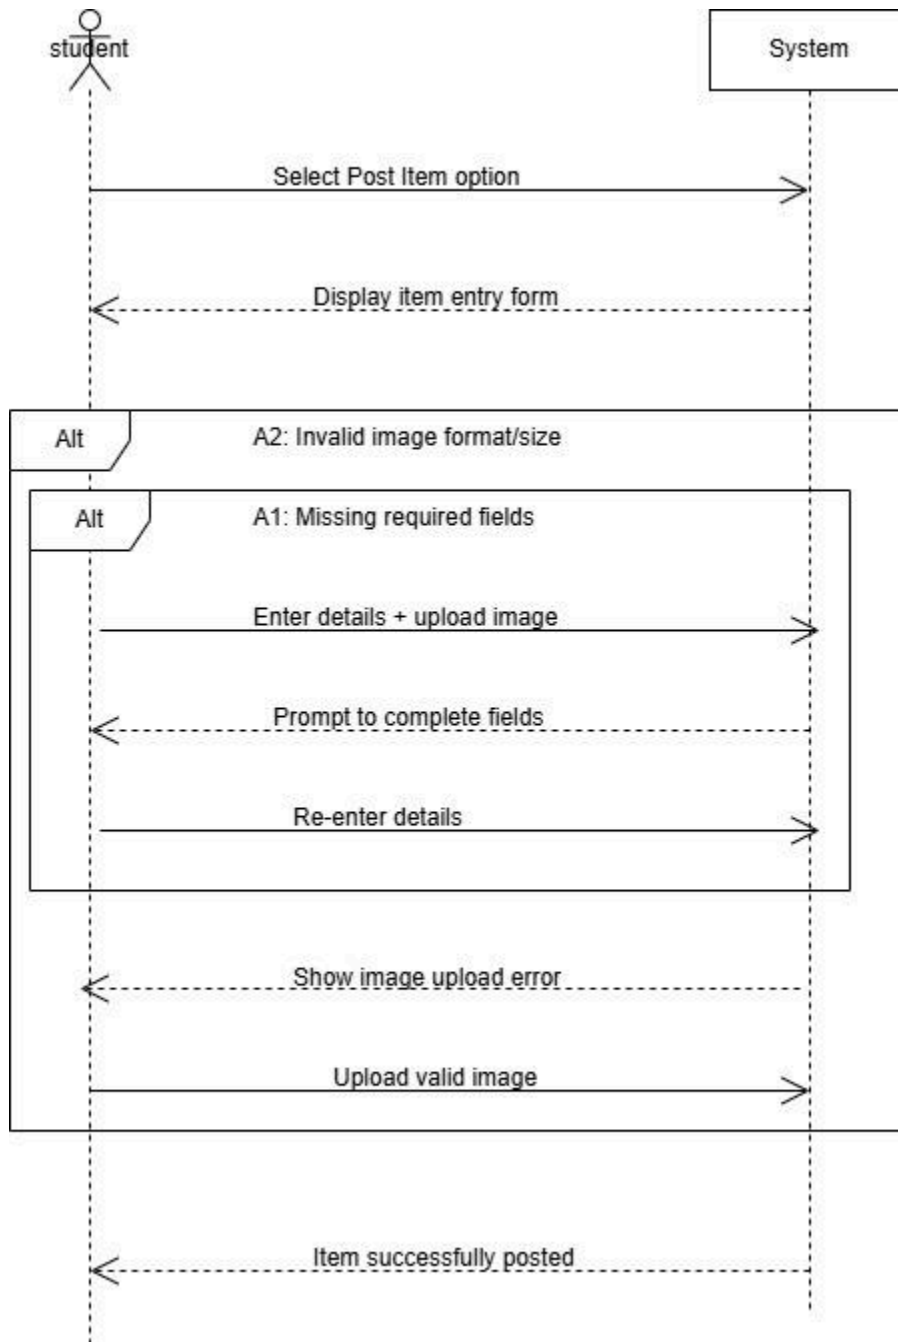 student
System
Select Post Item option
Display item entry form
Alt
A2: Invalid image format/size
Alt
A1: Missing required fields
Enter details + upload image
Prompt to complete fields
Re-enter details
Show image upload error
Upload valid image
Item successfully posted